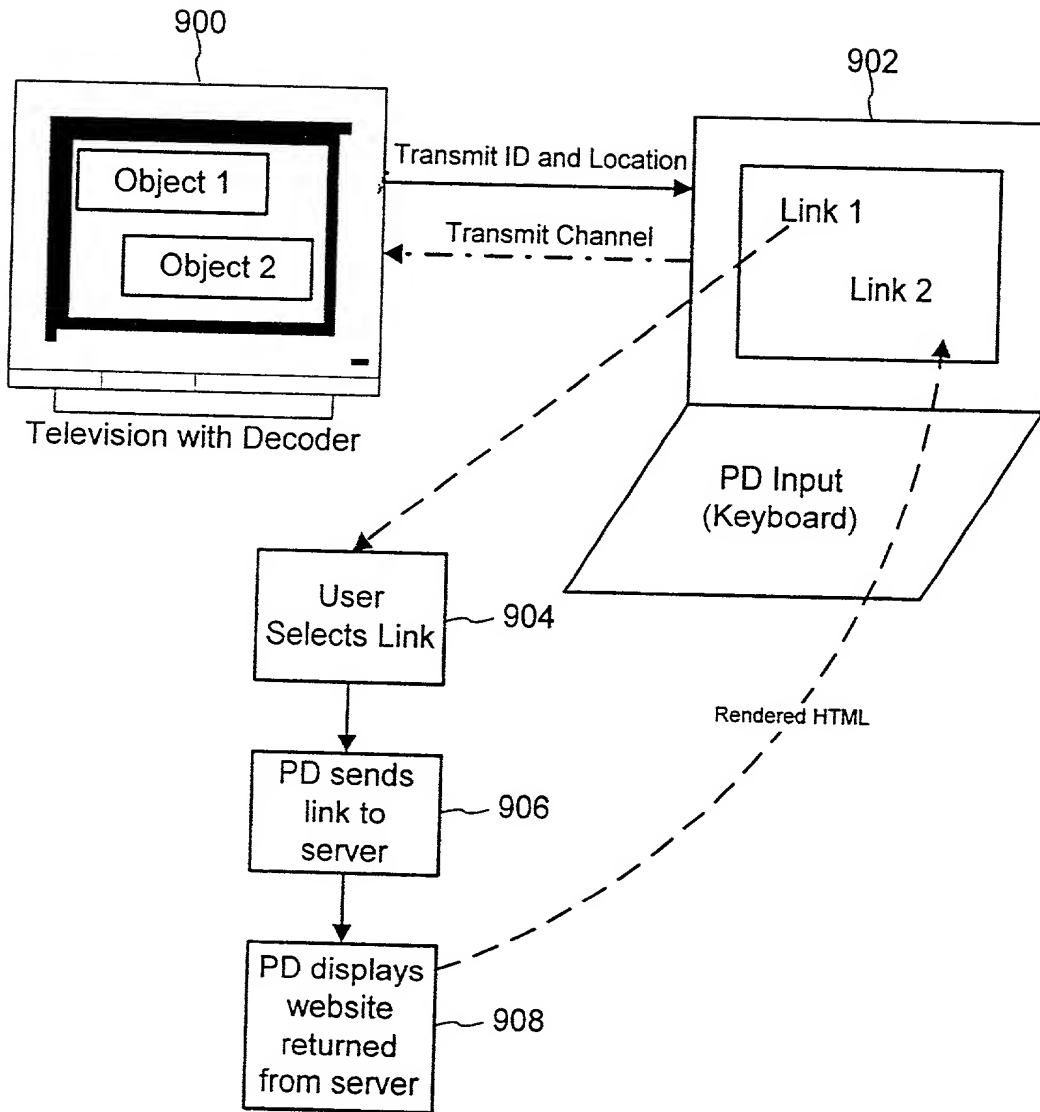 900
902
Object 1
Object 2
Transmit ID and Location
Transmit Channel
Link 1
Link 2
Television with Decoder
PD Input
(Keyboard)
User
Selects Link
904
Rendered HTML
PD sends
link to
server
906
PD displays
website
returned
from server
908